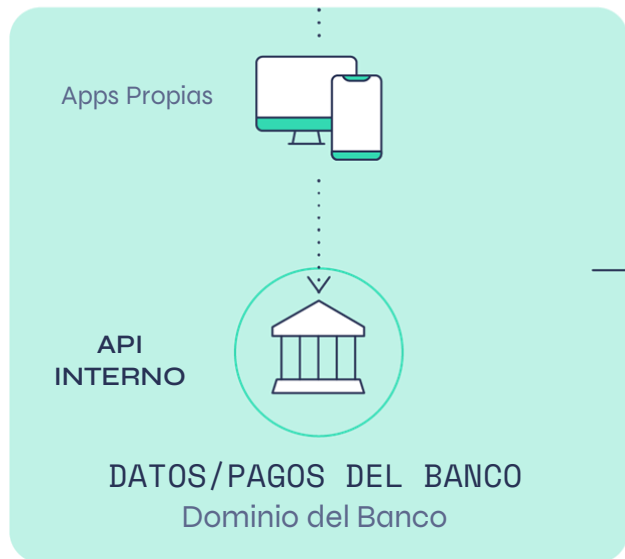 Apps Propias
API
INTERNO
DATOS/PAGOS DEL BANCO
Dominio del Banco